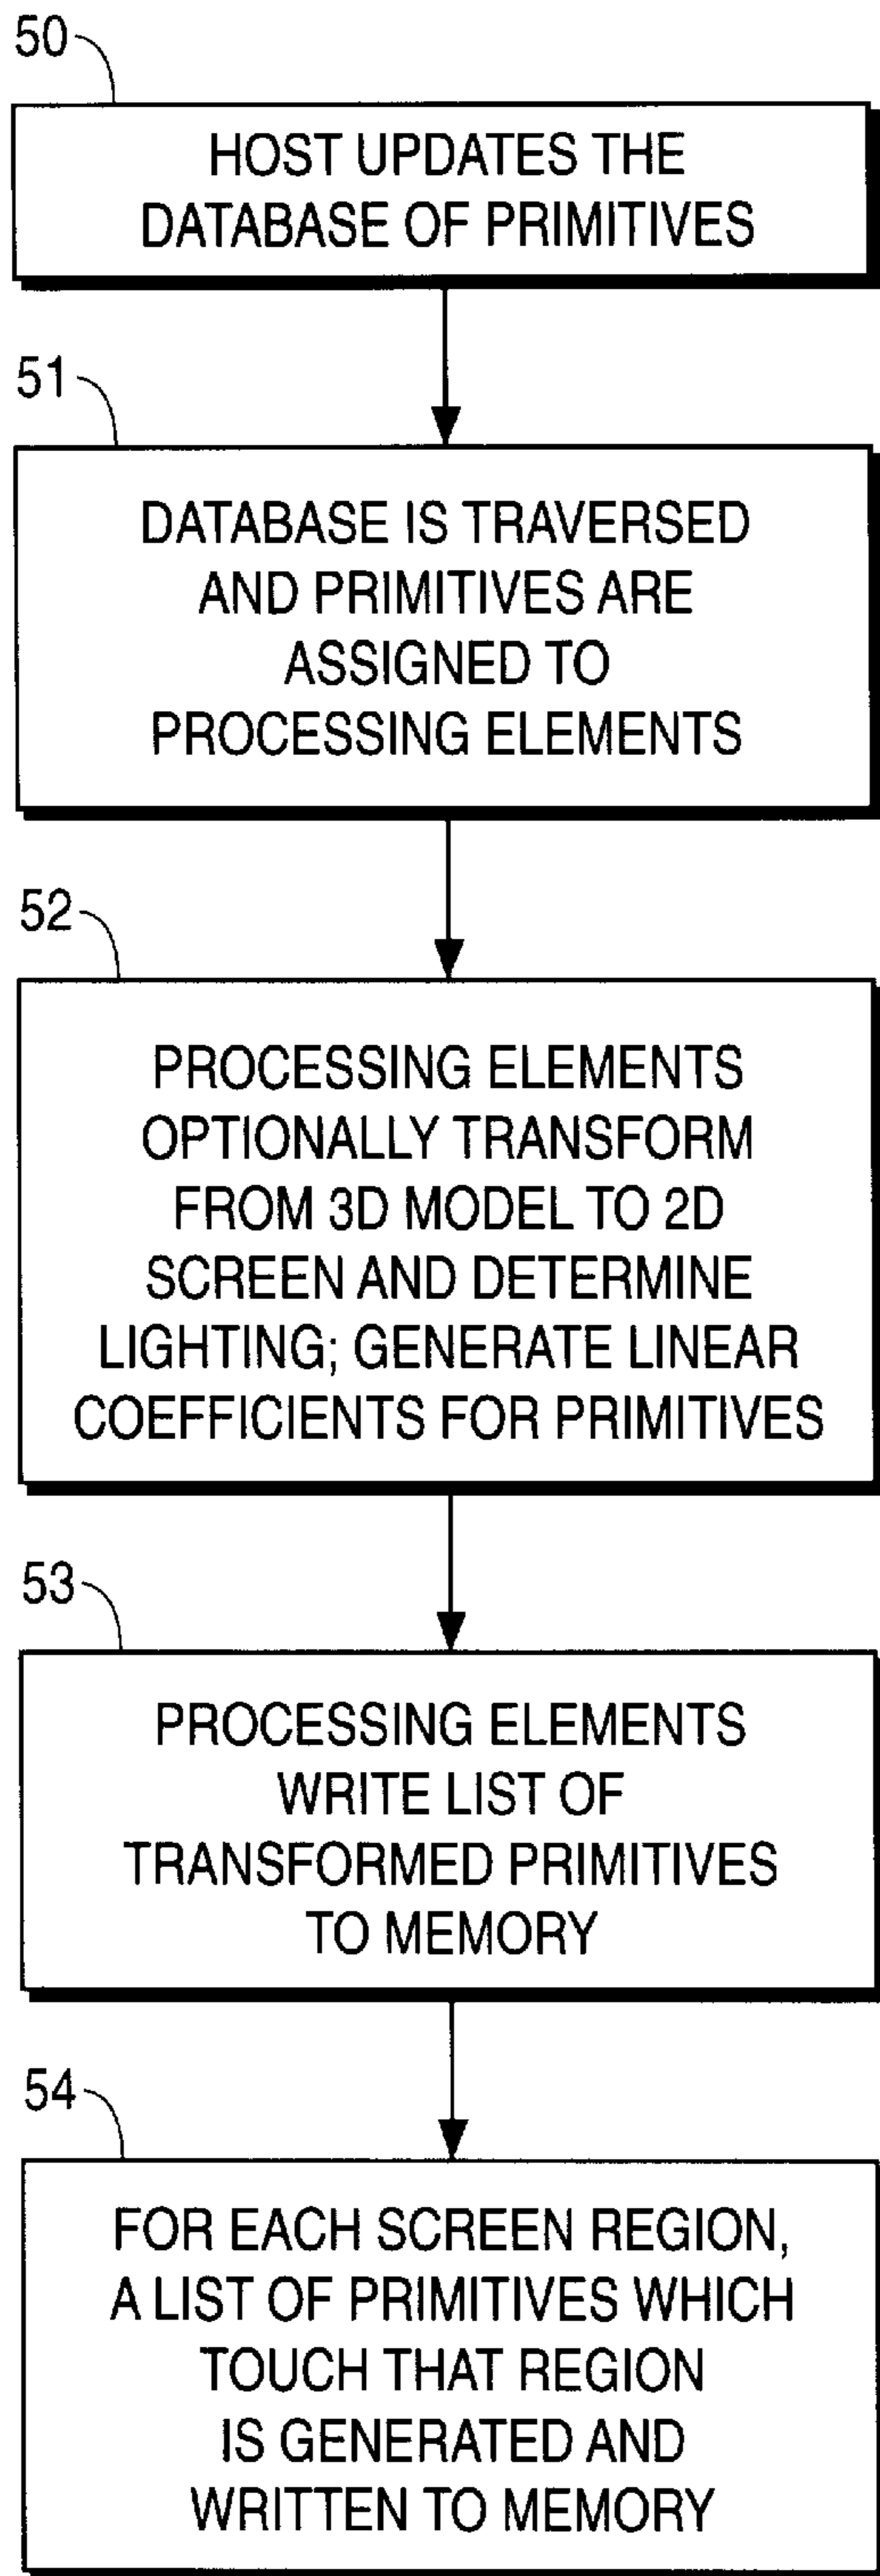 50
HOST UPDATES THE
DATABASE OF PRIMITIVES
51
DATABASE IS TRAVERSED
AND PRIMITIVES ARE
ASSIGNED TO
PROCESSING ELEMENTS
52
PROCESSING ELEMENTS
OPTIONALLY TRANSFORM
FROM 3D MODEL TO 2D
SCREEN AND DETERMINE
LIGHTING; GENERATE LINEAR
COEFFICIENTS FOR PRIMITIVES
53
PROCESSING ELEMENTS
WRITE LIST OF
TRANSFORMED PRIMITIVES
TO MEMORY
54
FOR EACH SCREEN REGION,
A LIST OF PRIMITIVES WHICH
TOUCH THAT REGION
IS GENERATED AND
WRITTEN TO MEMORY